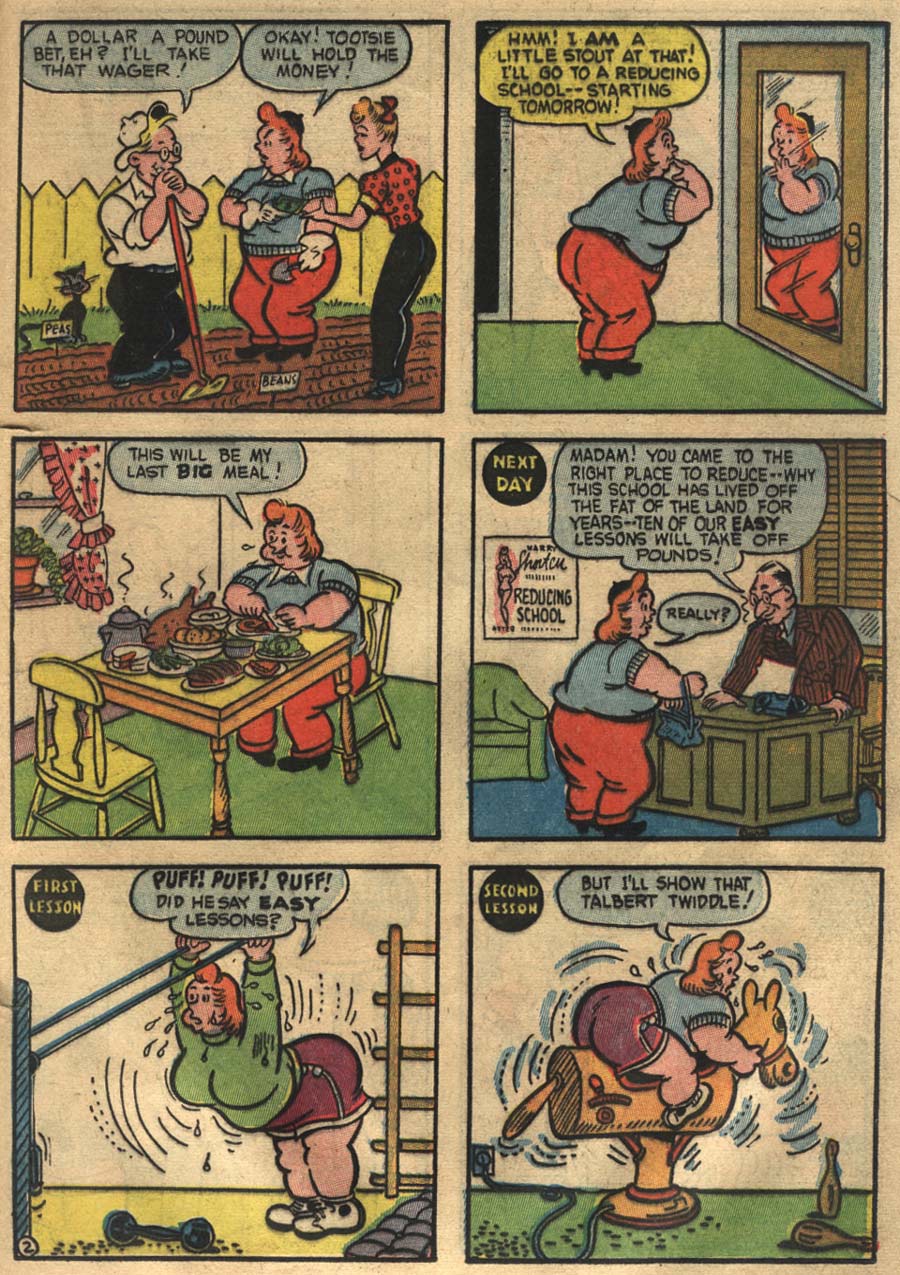 A DOLLAR A POUND
BET, EH? I'LL TAKE
THAT WAGER!
OKAY! TOOTSIE
WILL HOLD THE
MONEY!
PEAS
BEANS
HMM! I AM A
LITTLE STOUT AT THAT!
I'LL GO TO A REDUCING
SCHOOL-- STARTING
TOMORROW!
THIS WILL BE MY
LAST BIG MEAL!
NEXT
DAY
MADAM! YOU CAME TO THE
RIGHT PLACE TO REDUCE--WHY
THIS SCHOOL HAS LIVED OFF
THE FAT OF THE LAND FOR
YEARS--TEN OF OUR EASY
LESSONS WILL TAKE OFF
POUNDS!
HARRY
REDUCING
SCHOOL
AFTER
REALLY?
FIRST
LESSON
PUFF! PUFF! PUFF!
DID HE SAY EASY
LESSONS?
2
SECOND
LESSON
BUT I'LL SHOW THAT
TALBERT TWIDDLE!